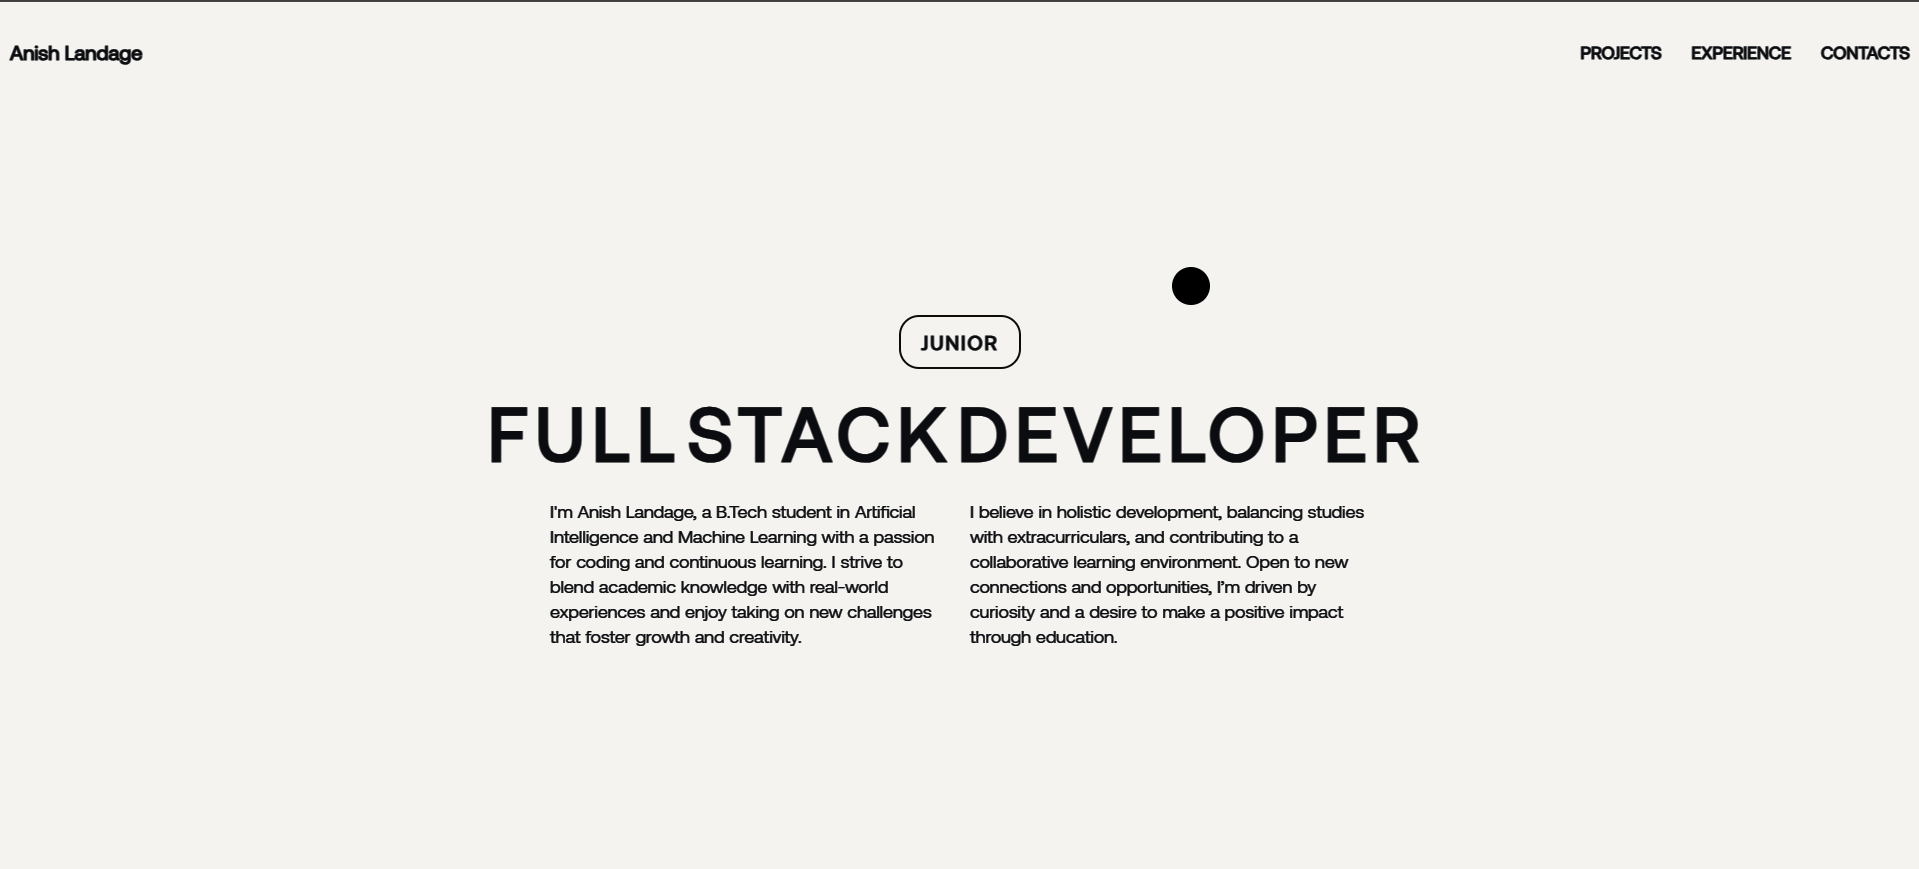 Anish Landage
PROJECTS EXPERIENCE CONTACTS
JUNIOR
FULL STACK DEVELOPER
I'm Anish Landage, a B.Tech student in Artificial
Intelligence and Machine Learning with a passion
for coding and continuous learning. I strive to
blend academic knowledge with real-world
experiences and enjoy taking on new challenges
that foster growth and creativity.
I believe in holistic development, balancing studies
with extracurriculars, and contributing to a
collaborative learning environment. Open to new
connections and opportunities, I’m driven by
curiosity and a desire to make a positive impact
through education.